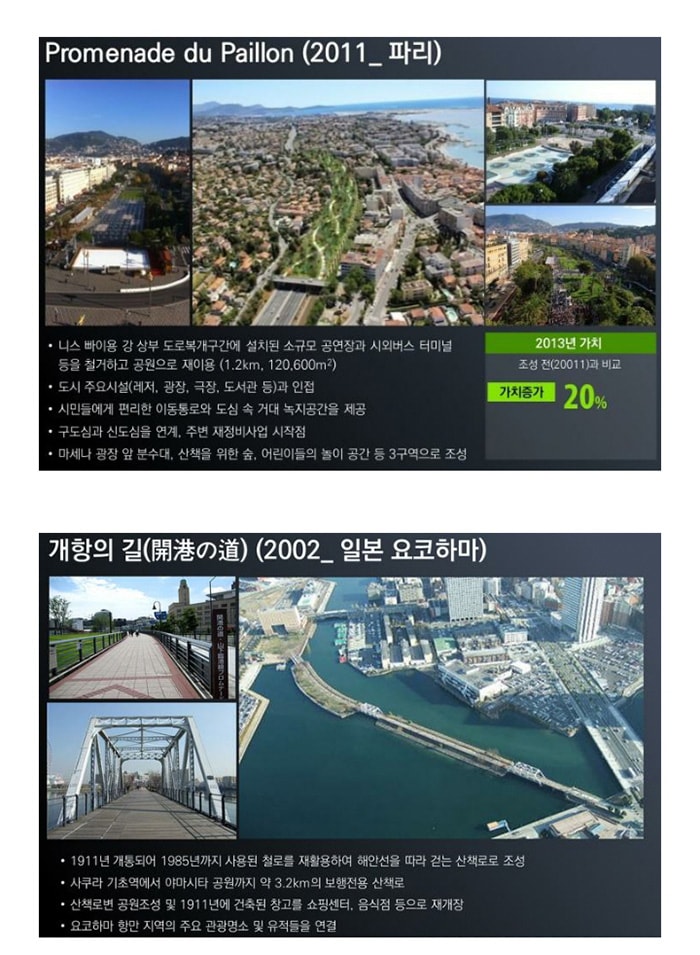 Promenade du Paillon (2011_ 파리)
• 니스 빠이용 강 상부 도로복개구간에 설치된 소규모 공연장과 시외버스 터미널
등을 철거하고 공원으로 재이용 (1.2km, 120,600m²)
• 도시 주요시설(레저, 광장, 극장, 도서관 등)과 인접
• 시민들에게 편리한 이동통로와 도심 속 거대 녹지공간을 제공
• 구도심과 신도심을 연계, 주변 재정비사업 시작점
• 마세나 광장 앞 분수대, 산책을 위한 숲, 어린이들의 놀이 공간 등 3구역으로 조성
2013년 가치
조성 전(20011)과 비교
가치증가 20%
개항의 길(開港の道) (2002_ 일본 요코하마)
開港の道・山下臨港線プロムナード
• 1911년 개통되어 1985년까지 사용된 철로를 재활용하여 해안선을 따라 걷는 산책로로 조성
• 사쿠라 기초역에서 야마시타 공원까지 약 3.2km의 보행전용 산책로
• 산책로변 공원조성 및 1911년에 건축된 창고를 쇼핑센터, 음식점 등으로 재개장
• 요코하마 항만 지역의 주요 관광명소 및 유적들을 연결